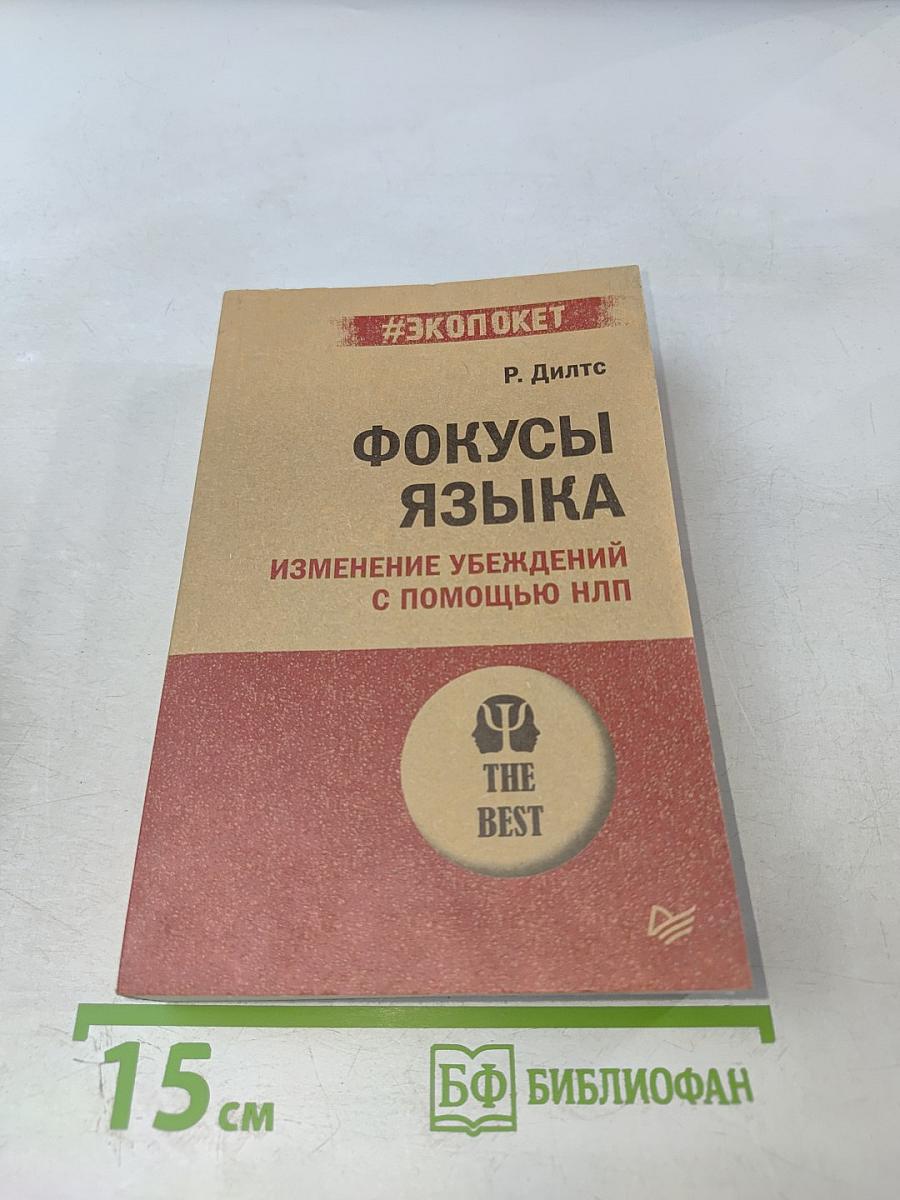 #ЭКОПОКЕТ
Р. Дилтс
ФОКУСЫ
ЯЗЫКА
ИЗМЕНЕНИЕ УБЕЖДЕНИЙ
С ПОМОЩЬЮ НЛП
Ψ
THE
BEST
15 см
БФ БИБЛИОФАН